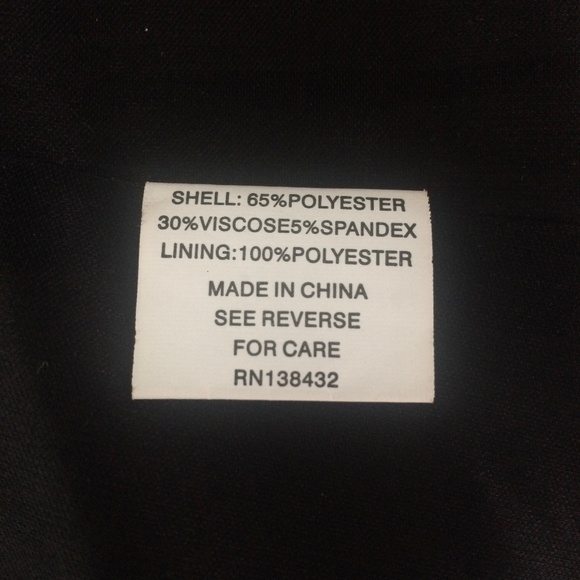 SHELL: 65%POLYESTER
30%VISCOSE5%SPANDEX
LINING:100%POLYESTER
MADE IN CHINA
SEE REVERSE
FOR CARE
RN138432